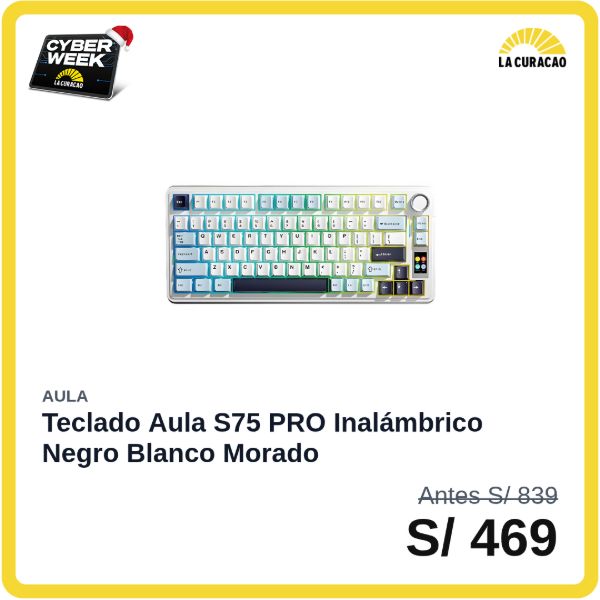 CYBER
WEEK
LA CURACAO
LA CURACAO
AULA
Teclado Aula S75 PRO Inalámbrico
Negro Blanco Morado
Antes S/ 839
S/ 469